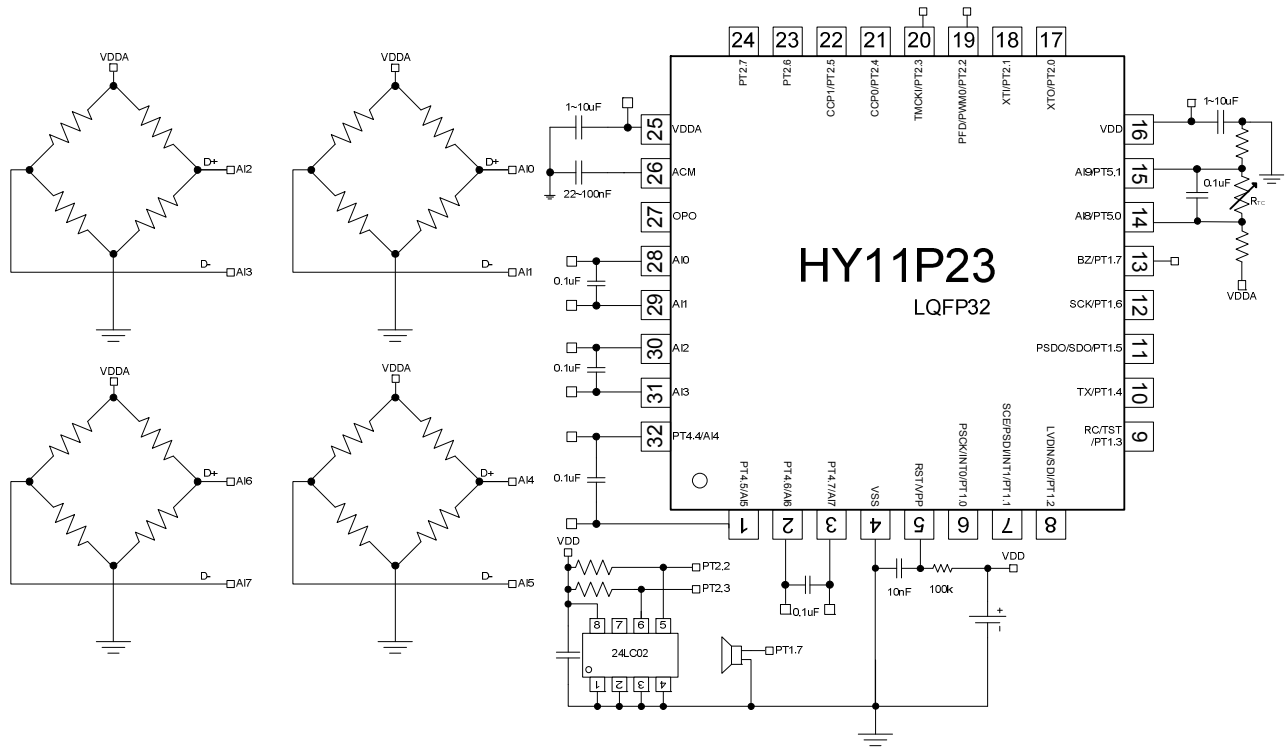 24
23
22
21
20
19
18
17
PT2.7
PT2.6
CCP1/PT2.5
CCP0/PT2.4
TMCKI/PT2.3
PFD/PWM0/PT2.2
XTI/PT2.1
XTO/PT2.0
VDDA
D+
AI2
D-
AI3
VDDA
D+
AI0
D-
AI1
VDDA
D+
AI6
D-
AI7
VDDA
D+
AI4
D-
AI5
1~10uF
22~100nF
0.1uF
0.1uF
0.1uF
25
VDDA
26
ACM
27
OPO
28
AI0
29
AI1
30
AI2
31
AI3
32
PT4.4/AI4
HY11P23
LQFP32
VDD
16
AI9/PT5.1
15
AI8/PT5.0
14
BZ/PT1.7
13
SCK/PT1.6
12
PSDO/SDO/PT1.5
11
TX/PT1.4
10
RC/TST
/PT1.3
9
1~10uF
0.1uF
RTC
VDDA
PT4.5/AI5
PT4.6/AI6
PT4.7/AI7
VSS
RST/VPP
PSCK/INT0/PT1.0
SCE/PSDI/INT1/PT1.1
LVDIN/SDI/PT1.2
1
2
3
4
5
6
7
8
VDD
PT2.2
PT2.3
8
7
6
5
24LC02
1
2
3
4
0.1uF
PT1.7
10nF
100k
VDD
+
-